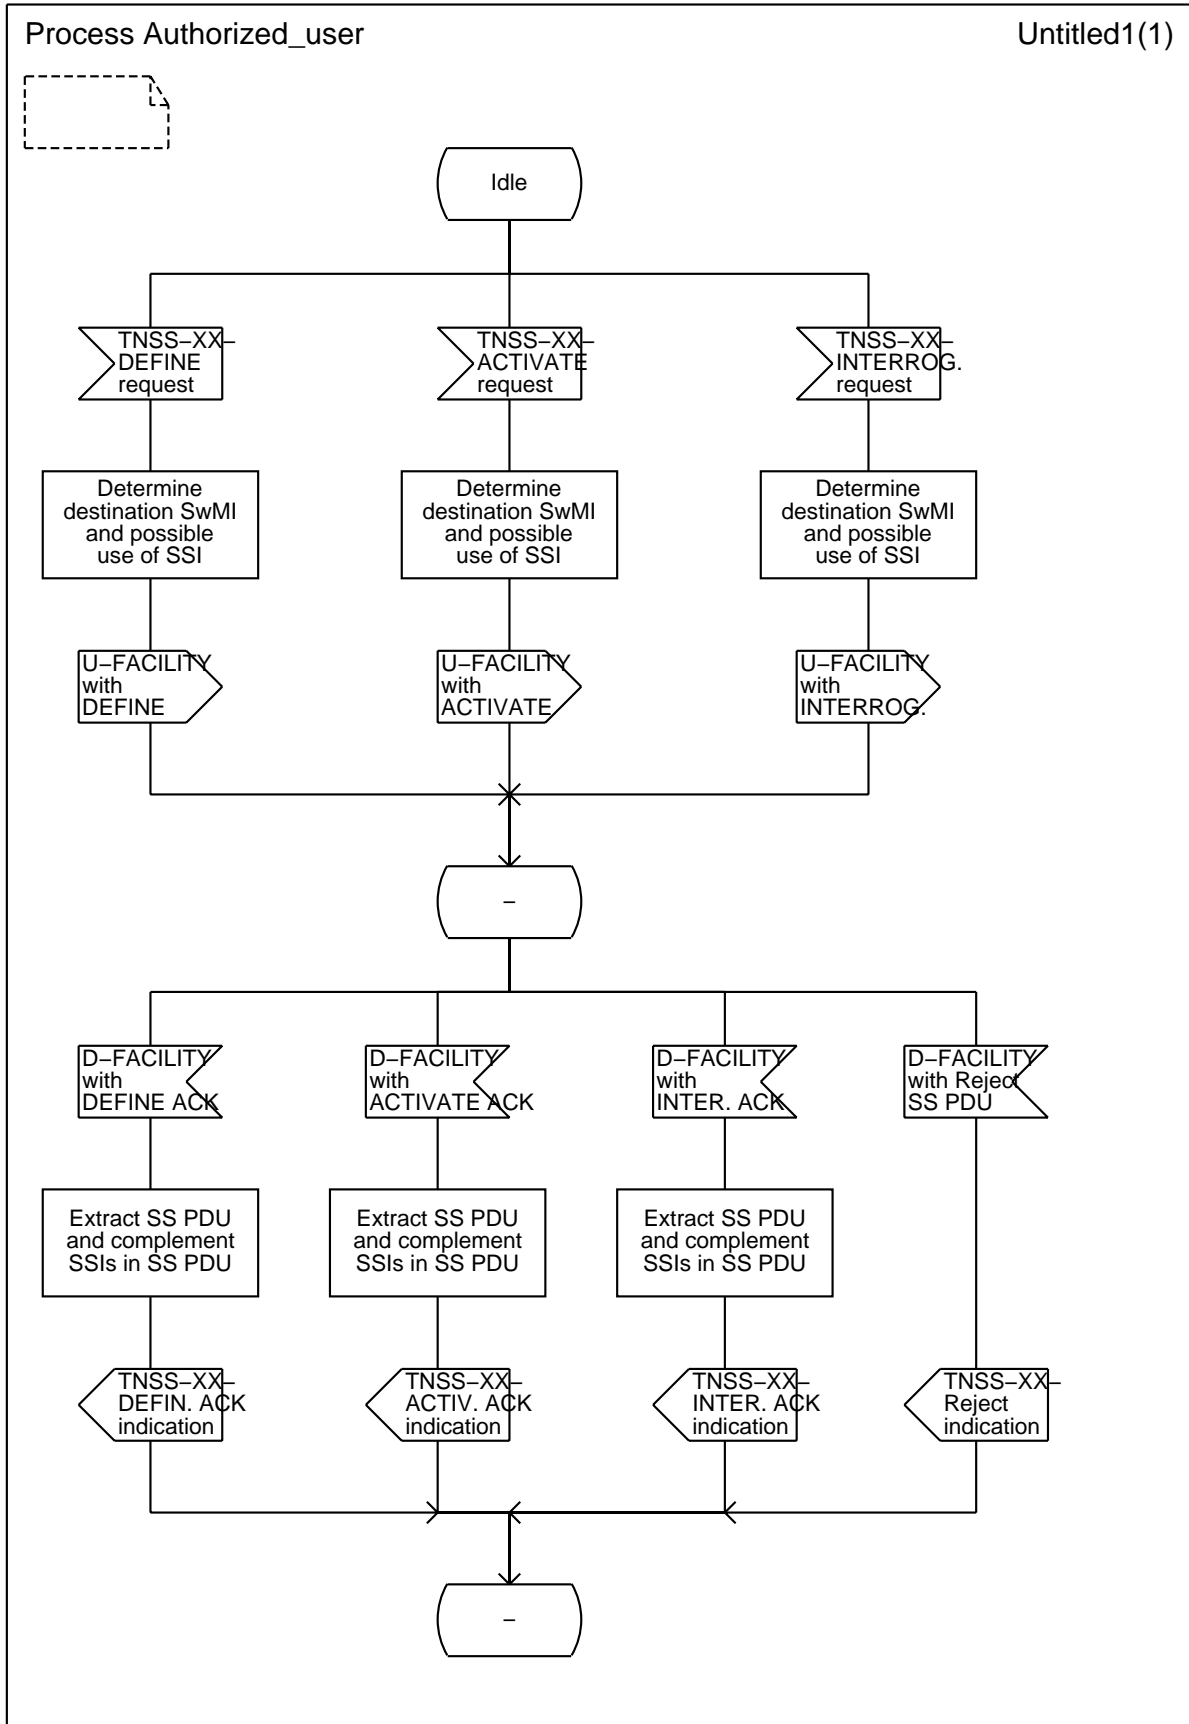 Process Authorized_user
Untitled1(1)
Idle
TNSS–XX–
DEFINE
request
TNSS–XX–
ACTIVATE
request
TNSS–XX–
INTERROG.
request
Determine
destination SwMI
and possible
use of SSI
Determine
destination SwMI
and possible
use of SSI
Determine
destination SwMI
and possible
use of SSI
U–FACILITY
with
DEFINE
U–FACILITY
with
ACTIVATE
U–FACILITY
with
INTERROG.
–
D–FACILITY
with
DEFINE ACK
D–FACILITY
with
ACTIVATE ACK
D–FACILITY
with
INTER. ACK
D–FACILITY
with Reject
SS PDU
Extract SS PDU
and complement
SSIs in SS PDU
Extract SS PDU
and complement
SSIs in SS PDU
Extract SS PDU
and complement
SSIs in SS PDU
TNSS–XX–
DEFIN. ACK
indication
TNSS–XX–
ACTIV. ACK
indication
TNSS–XX–
INTER. ACK
indication
TNSS–XX–
Reject
indication
–